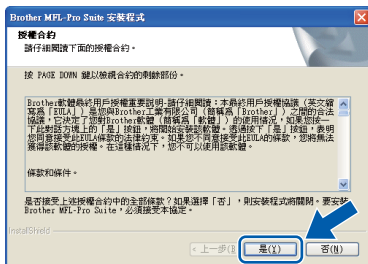 Brother MFL-Pro Suite 安裝程式
授權合約
請仔細閱讀下面的授權合約。
按 PAGE DOWN 鍵以檢視合約的剩餘部份。
Brother軟體最終用戶授權重要說明-請仔細閱讀：本最終用戶授權協議（英文縮
寫為「EULA」）是您與Brother工業有限公司（簡稱為「Brother」）之間的合法
協議，它決定了您對Brother軟體（簡稱為「軟體」）的使用情況，如果您按一
下此對話方塊上的「是」按鈕，將開始安裝該軟體。透過按下「是」按鈕，表明
您同意接受此EULA條款的法律約束。如果您不同意接受此EULA的條款，您將無法
獲得該軟體的授權。在這種情況下，您不可以使用該軟體。
條款和條件。
是否接受上述授權合約中的全部條款？如果選擇「否」，則安裝程式將關閉。要安裝
Brother MFL-Pro Suite，必須接受本協定。
InstallShield
< 上一步(B) 是(Y) 否(N)